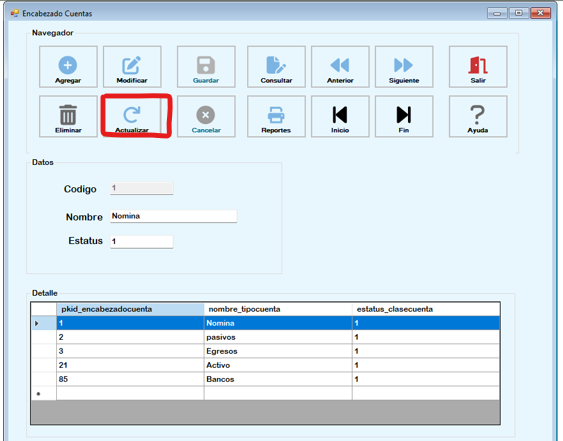 Encabezado Cuentas
Navegador
Agregar Modificar Guardar Consultar Anterior Siguiente Salir
Eliminar Actualizar Cancelar Reportes Inicio Fin Ayuda
Datos
Codigo 1
Nombre Nomina
Estatus 1
Detalle
pkid_encabezadocuenta nombre_tipocuenta estatus_clasecuenta
1 Nomina 1
2 pasivos 1
3 Egresos 1
21 Activo 1
85 Bancos 1